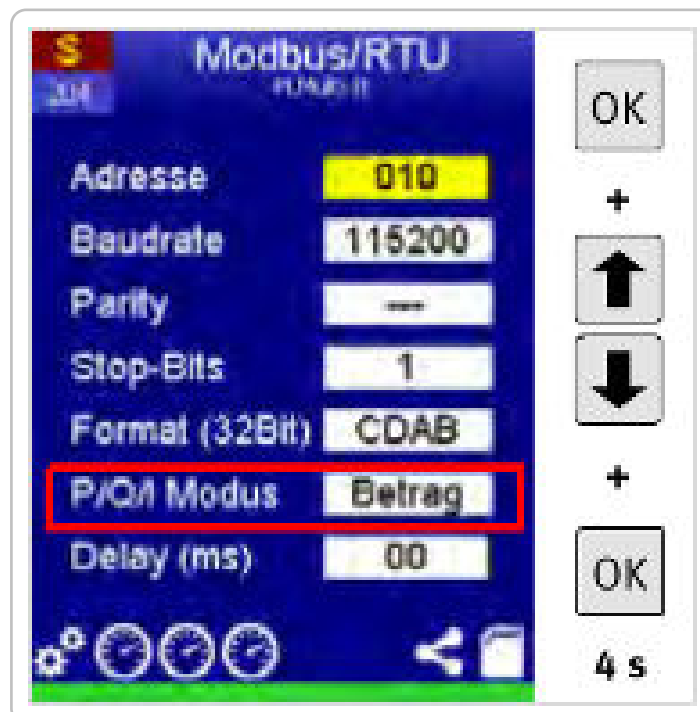 S
Modbus/RTU
204
Adresse 010
Baudrate 115200
Parity ---
Stop-Bits 1
Format (32Bit) CDAB
P/Q/I Modus Betrag
Delay (ms) 00
OK
+
+
OK
4 s